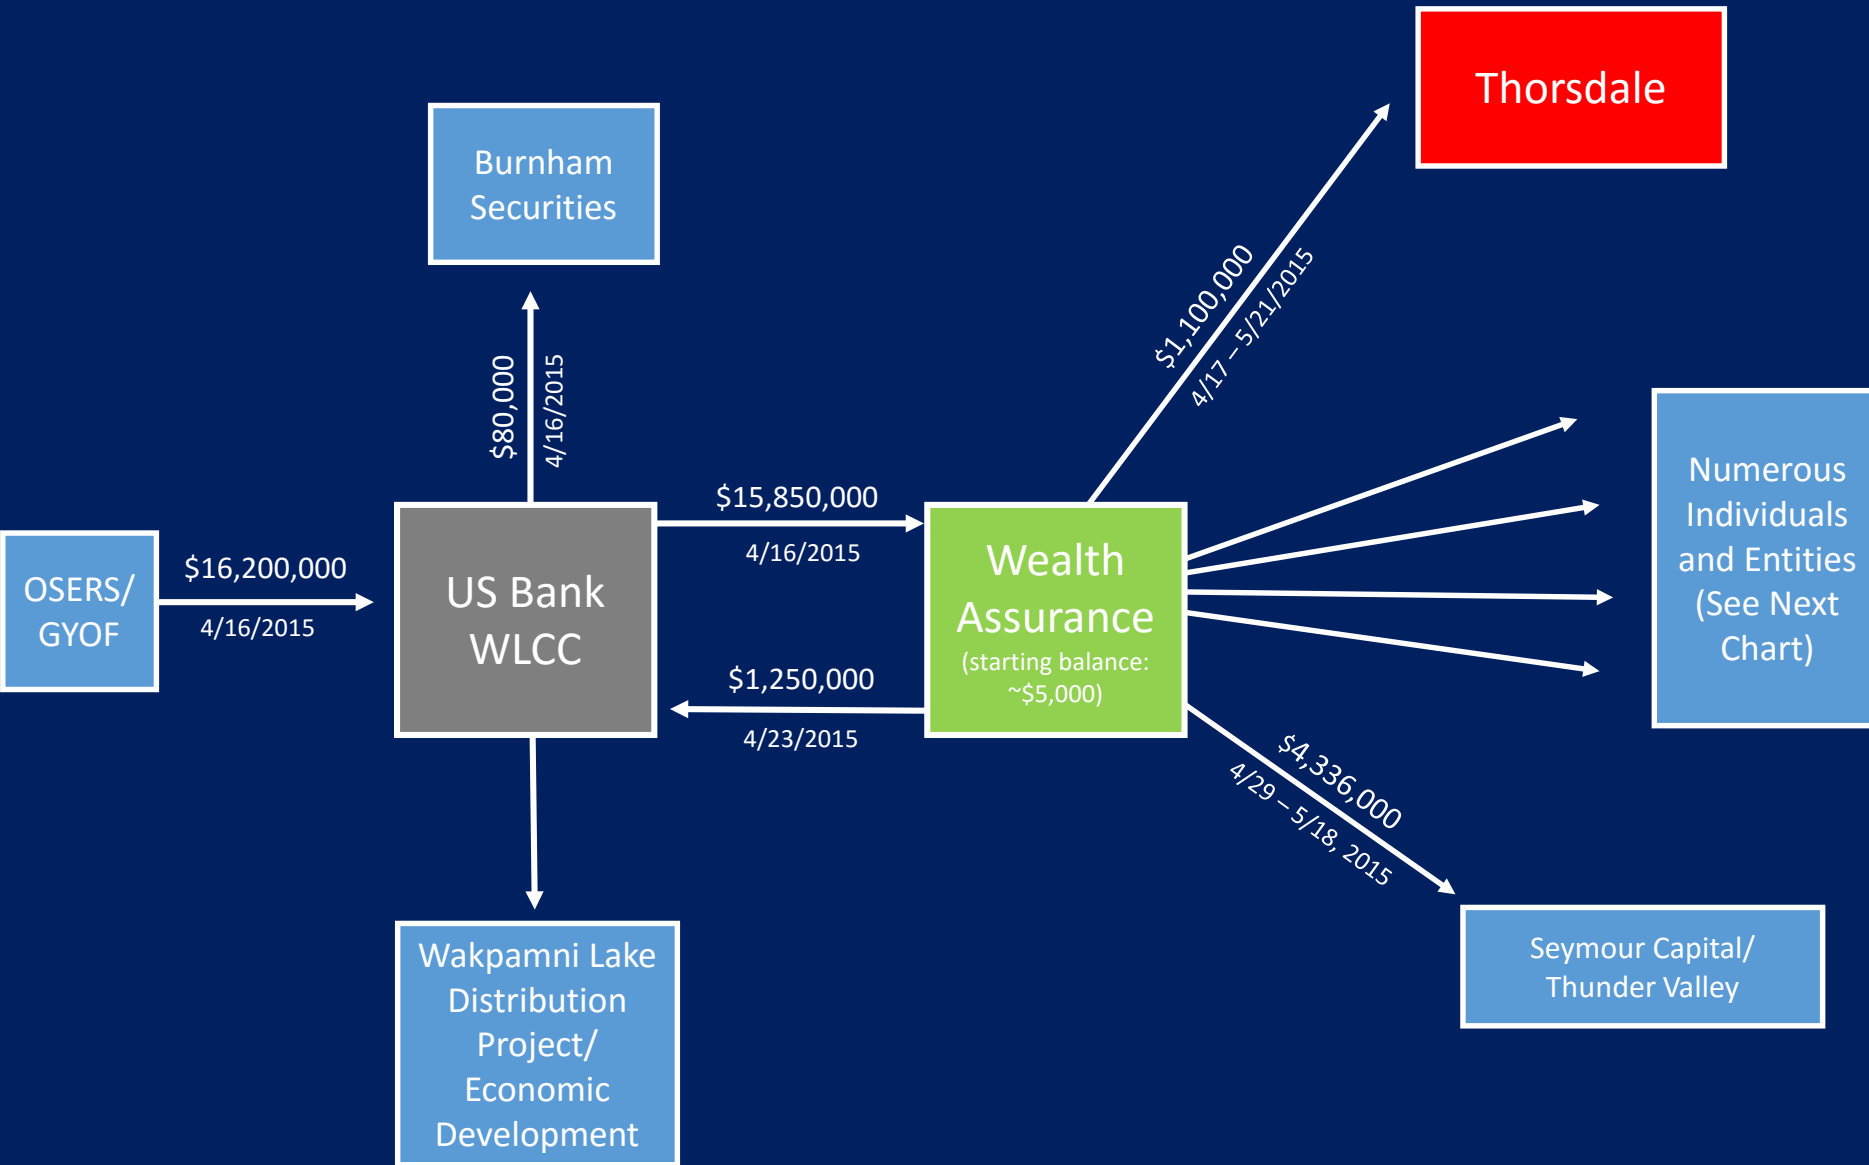 Thorsdale
Burnham
Securities
$1,100,000
4/17 – 5/21/2015
$80,000
4/16/2015
OSERS/
GYOF
$16,200,000
4/16/2015
US Bank
WLCC
$15,850,000
4/16/2015
$1,250,000
4/23/2015
Wealth
Assurance
(starting balance:
~$5,000)
Numerous
Individuals
and Entities
(See Next
Chart)
$4,336,000
4/29 – 5/18, 2015
Wakpamni Lake
Distribution
Project/
Economic
Development
Seymour Capital/
Thunder Valley